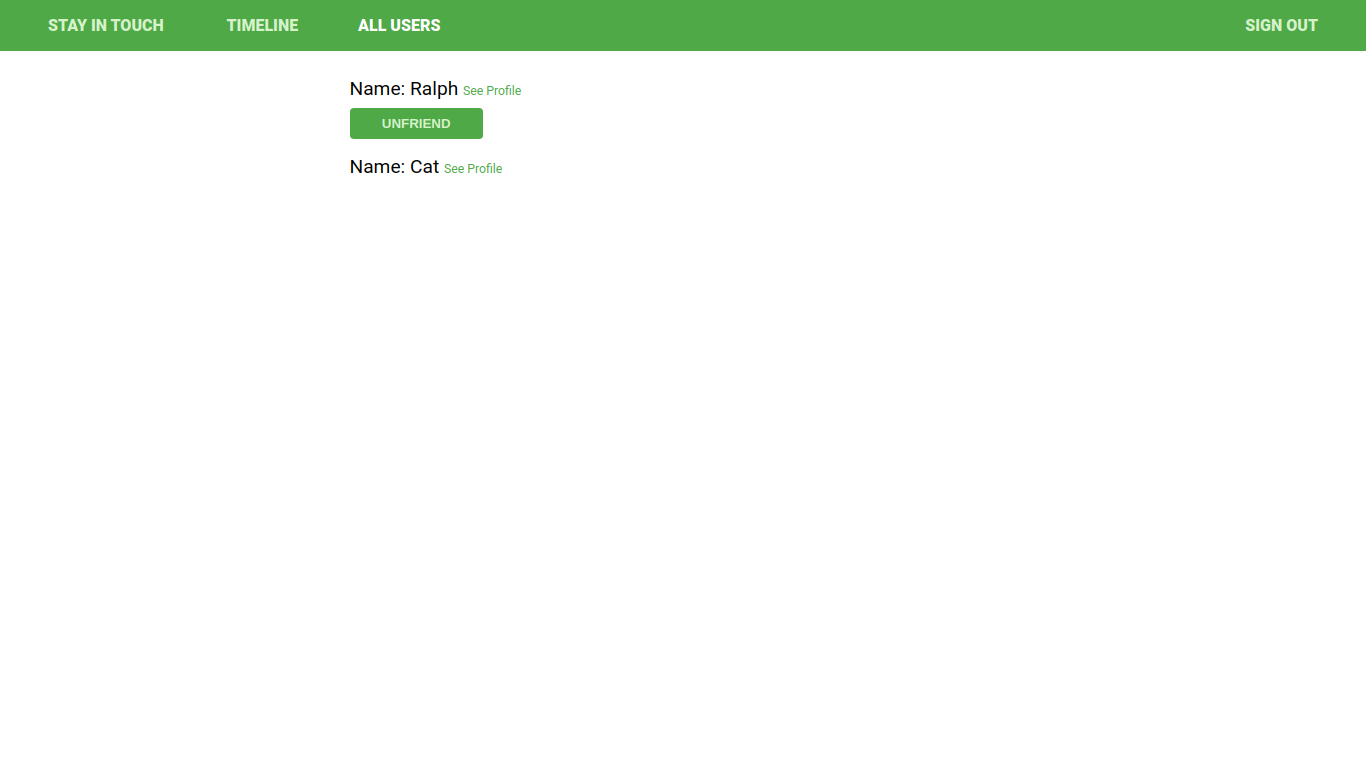 STAY IN TOUCH TIMELINE ALL USERS SIGN OUT
Name: Ralph See Profile
UNFRIEND
Name: Cat See Profile